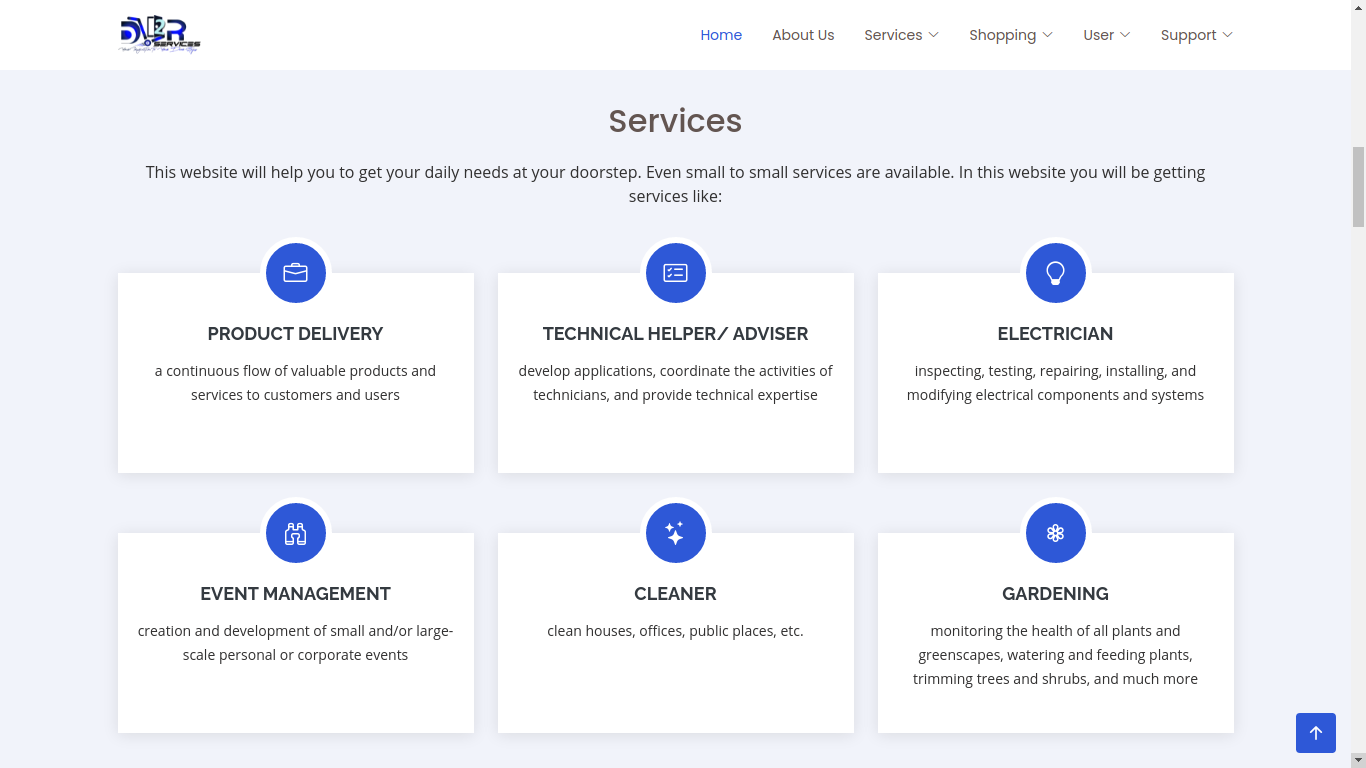 SERVICES
Home
About Us
Services
Shopping
User
Support
Services
This website will help you to get your daily needs at your doorstep. Even small to small services are available. In this website you will be getting
services like:
PRODUCT DELIVERY
a continuous flow of valuable products and
services to customers and users
TECHNICAL HELPER/ ADVISER
develop applications, coordinate the activities of
technicians, and provide technical expertise
ELECTRICIAN
inspecting, testing, repairing, installing, and
modifying electrical components and systems
EVENT MANAGEMENT
creation and development of small and/or large-
scale personal or corporate events
CLEANER
clean houses, offices, public places, etc.
GARDENING
monitoring the health of all plants and
greenscapes, watering and feeding plants,
trimming trees and shrubs, and much more